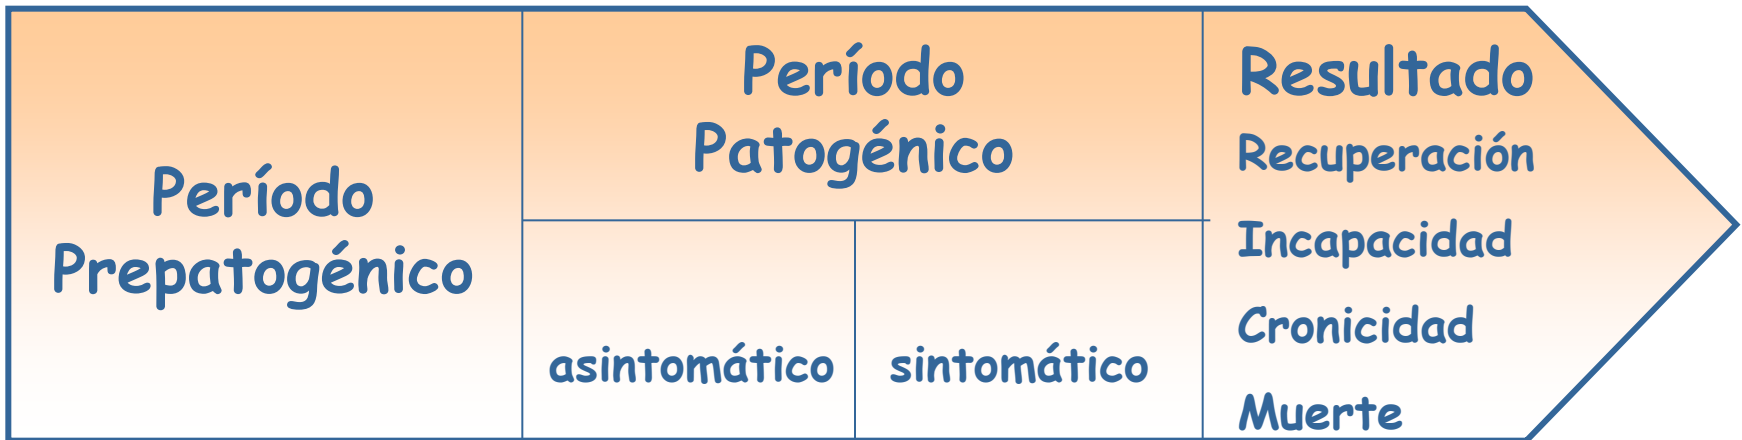 Período
Prepatogénico
Período
Patogénico
asintomático
sintomático
Resultado
Recuperación
Incapacidad
Cronicidad
Muerte